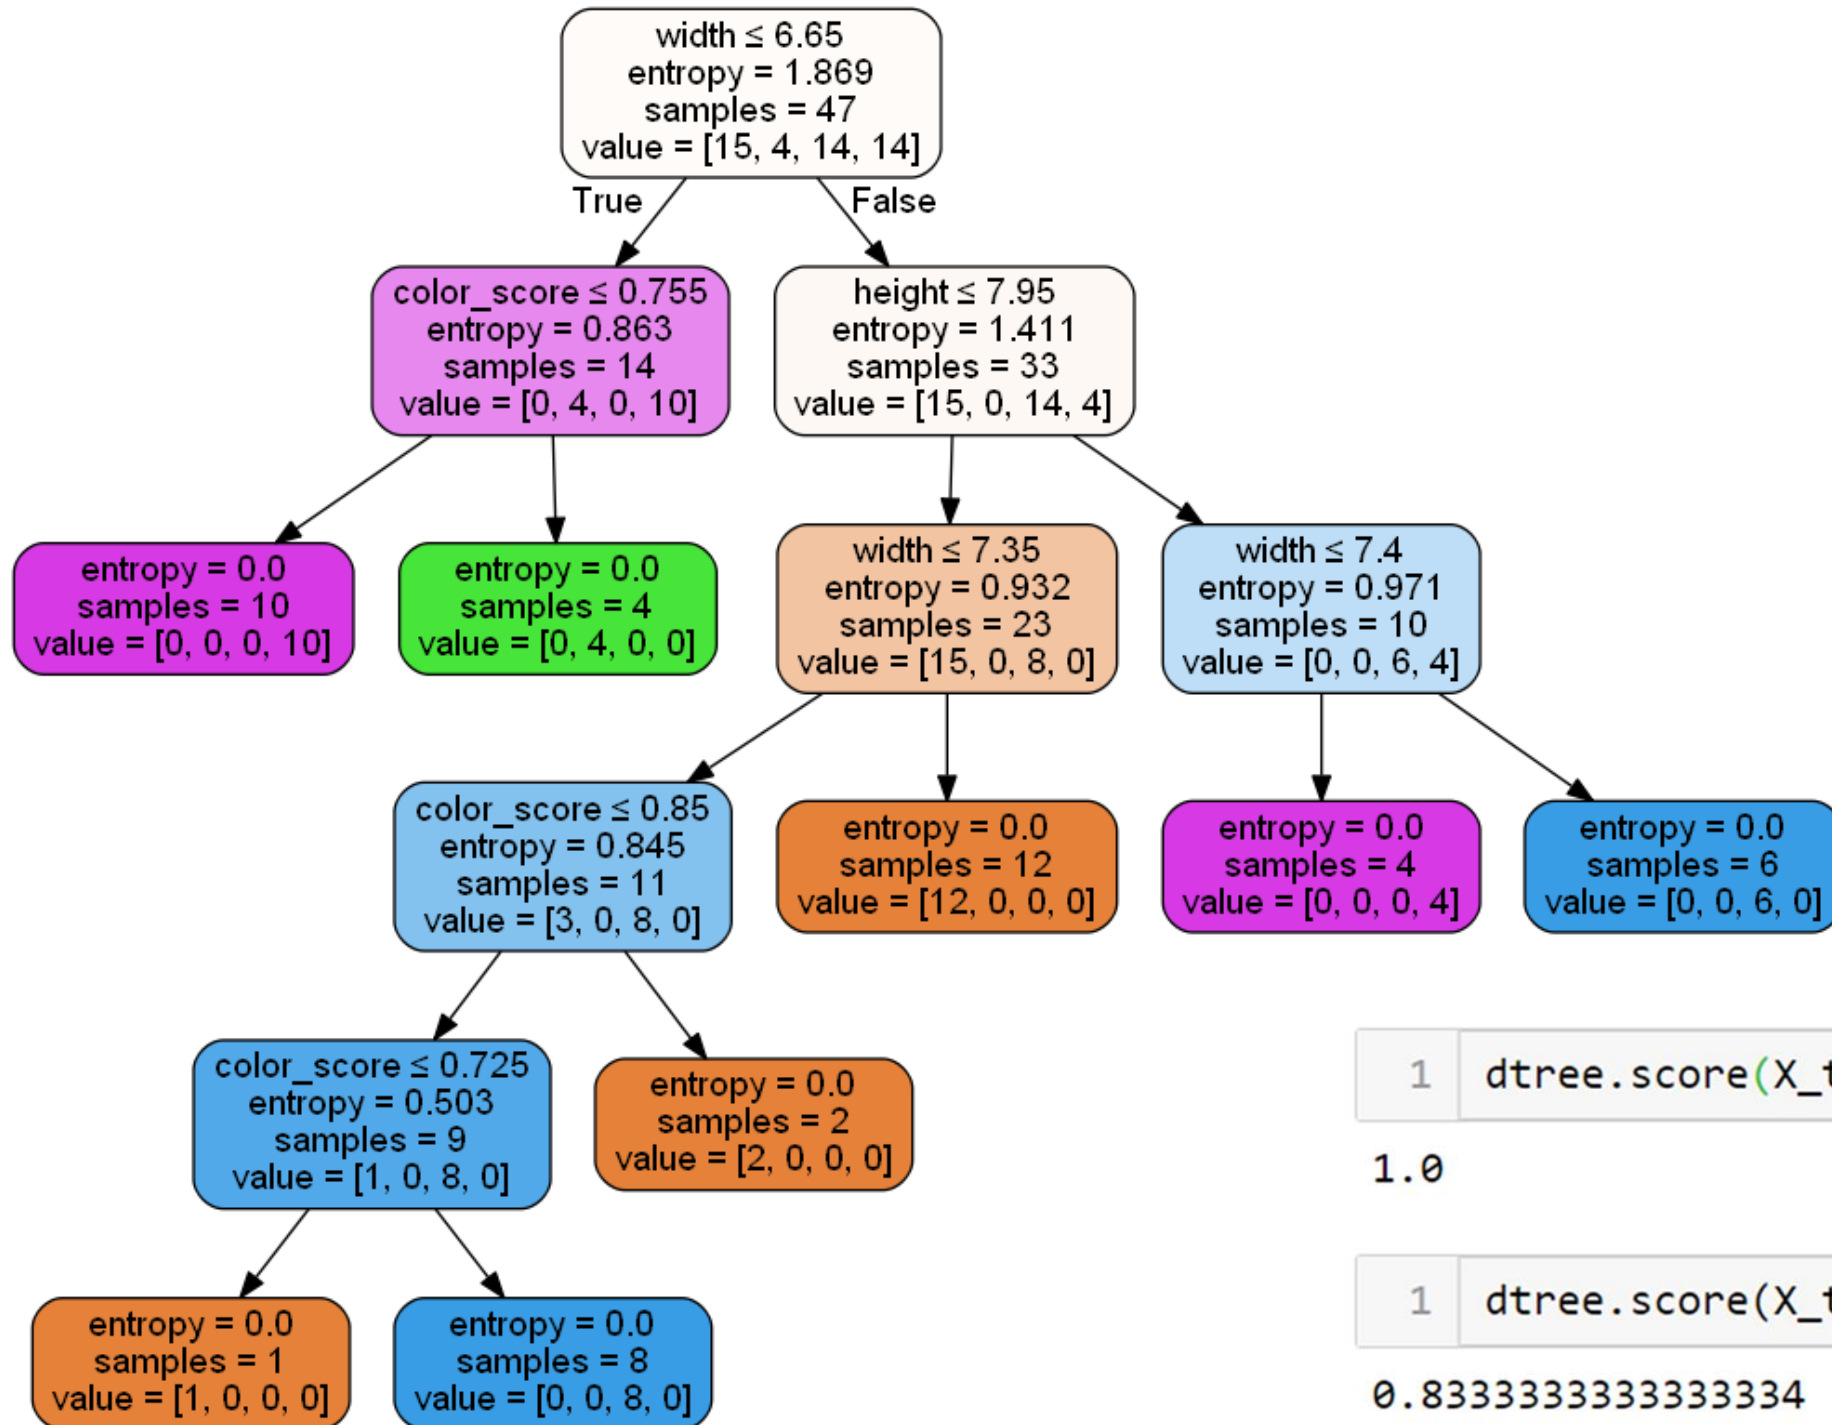 width ≤ 6.65
entropy = 1.869
samples = 47
value = [15, 4, 14, 14]
True
False
color_score ≤ 0.755
entropy = 0.863
samples = 14
value = [0, 4, 0, 10]
height ≤ 7.95
entropy = 1.411
samples = 33
value = [15, 0, 14, 4]
entropy = 0.0
samples = 10
value = [0, 0, 0, 10]
entropy = 0.0
samples = 4
value = [0, 4, 0, 0]
width ≤ 7.35
entropy = 0.932
samples = 23
value = [15, 0, 8, 0]
width ≤ 7.4
entropy = 0.971
samples = 10
value = [0, 0, 6, 4]
color_score ≤ 0.85
entropy = 0.845
samples = 11
value = [3, 0, 8, 0]
entropy = 0.0
samples = 12
value = [12, 0, 0, 0]
entropy = 0.0
samples = 4
value = [0, 0, 0, 4]
entropy = 0.0
samples = 6
value = [0, 0, 6, 0]
color_score ≤ 0.725
entropy = 0.503
samples = 9
value = [1, 0, 8, 0]
entropy = 0.0
samples = 2
value = [2, 0, 0, 0]
entropy = 0.0
samples = 1
value = [1, 0, 0, 0]
entropy = 0.0
samples = 8
value = [0, 0, 8, 0]
1 dtree.score(X_
1.0
1 dtree.score(X_
0.8333333333333334